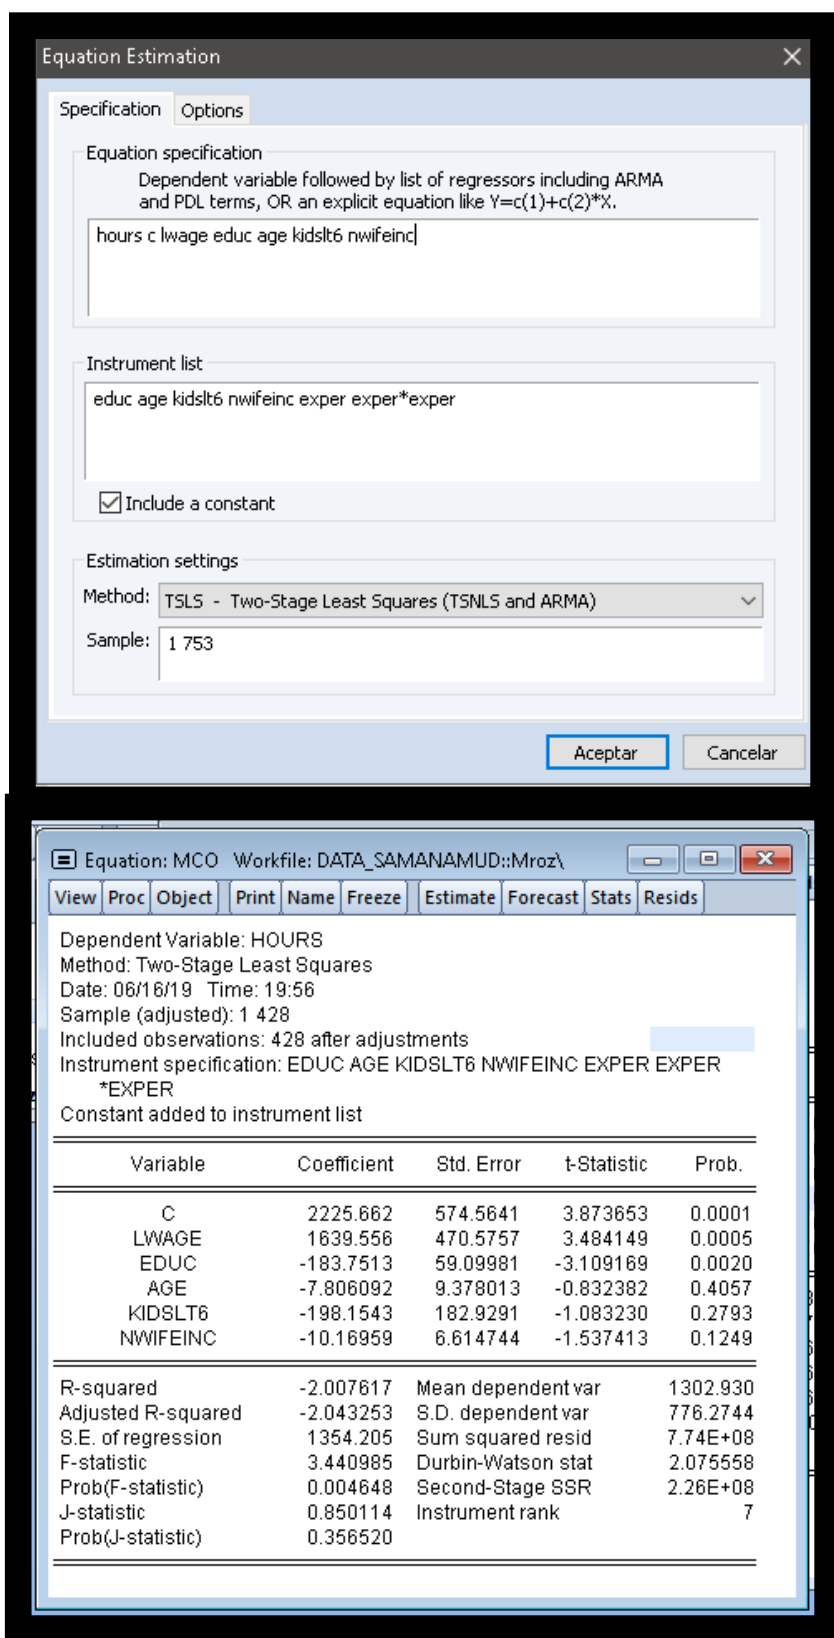 Equation Estimation
Specification Options
Equation specification
Dependent variable followed by list of regressors including ARMA
and PDL terms, OR an explicit equation like Y=c(1)+c(2)*X.
hours c lwage educ age kidslt6 nwifeinc
Instrument list
educ age kidslt6 nwifeinc exper exper*exper
Include a constant
Estimation settings
Method: TSLS - Two-Stage Least Squares (TSNLS and ARMA)
Sample: 1 753
Aceptar Cancelar
Equation: MCO Workfile: DATA_SAMANAMUD::Mroz\
View Proc Object Print Name Freeze Estimate Forecast Stats Resids
Dependent Variable: HOURS
Method: Two-Stage Least Squares
Date: 06/16/19 Time: 19:56
Sample (adjusted): 1 428
Included observations: 428 after adjustments
Instrument specification: EDUC AGE KIDSLT6 NWIFEINC EXPER EXPER
*EXPER
Constant added to instrument list
Variable Coefficient Std. Error t-Statistic Prob.
C 2225.662 574.5641 3.873653 0.0001
LWAGE 1639.556 470.5757 3.484149 0.0005
EDUC -183.7513 59.09981 -3.109169 0.0020
AGE -7.806092 9.378013 -0.832382 0.4057
KIDSLT6 -198.1543 182.9291 -1.083230 0.2793
NWIFEINC -10.16959 6.614744 -1.537413 0.1249
R-squared -2.007617 Mean dependent var 1302.930
Adjusted R-squared -2.043253 S.D. dependent var 776.2744
S.E. of regression 1354.205 Sum squared resid 7.74E+08
F-statistic 3.440985 Durbin-Watson stat 2.075558
Prob(F-statistic) 0.004648 Second-Stage SSR 2.26E+08
J-statistic 0.850114 Instrument rank 7
Prob(J-statistic) 0.356520